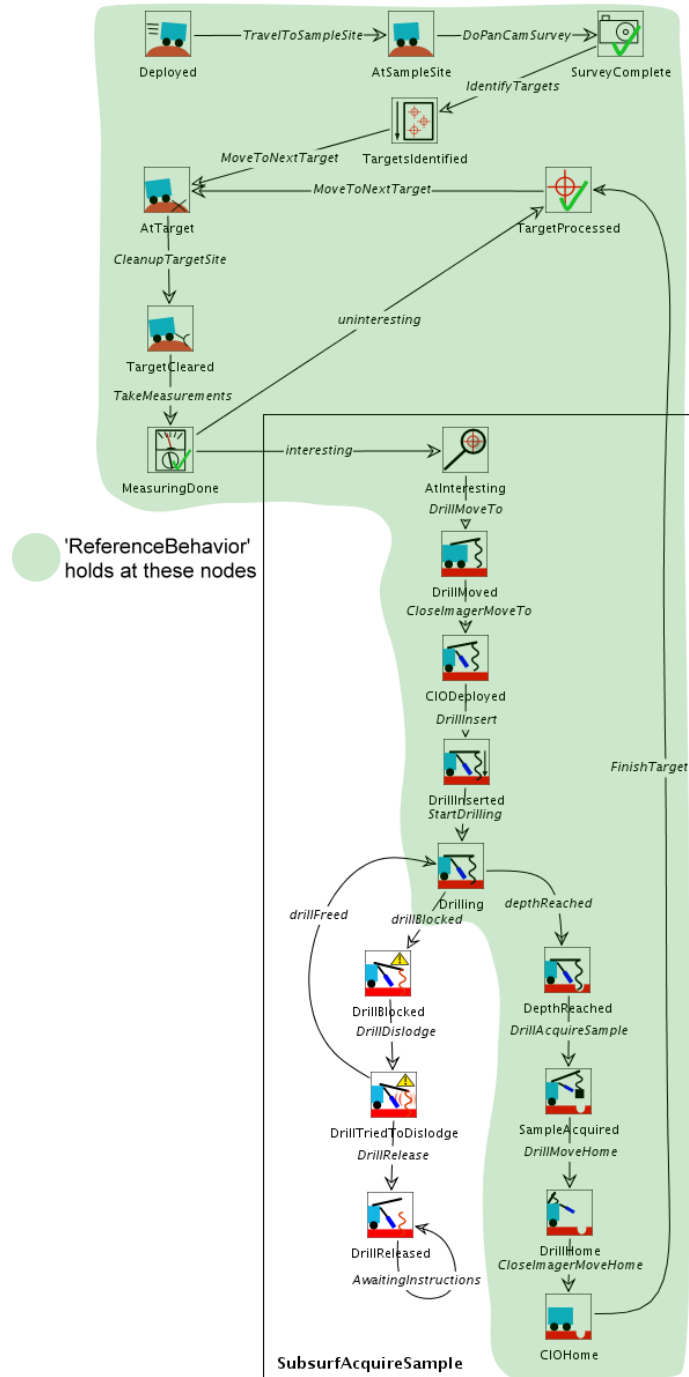 TravelToSampleSite
DoPanCamSurvey
Deployed
AtSampleSite
SurveyComplete
IdentifyTargets
TargetsIdentified
MoveToNextTarget
MoveToNextTarget
AtTarget
TargetProcessed
CleanupTargetSite
uninteresting
TargetCleared
TakeMeasurements
interesting
MeasuringDone
AtInteresting
DrillMoveTo
'ReferenceBehavior'
holds at these nodes
DrillMoved
CloseImagerMoveTo
CIODeployed
DrillInsert
FinishTarget
DrillInserted
StartDrilling
Drilling
drillFreed
drillBlocked
depthReached
DrillBlocked
DepthReached
DrillDislodge
DrillAcquireSample
DrillTriedToDislodge
SampleAcquired
DrillRelease
DrillMoveHome
DrillReleased
DrillHome
CloseImagerMoveHome
AwaitingInstructions
CIOHome
SubsurfAcquireSample